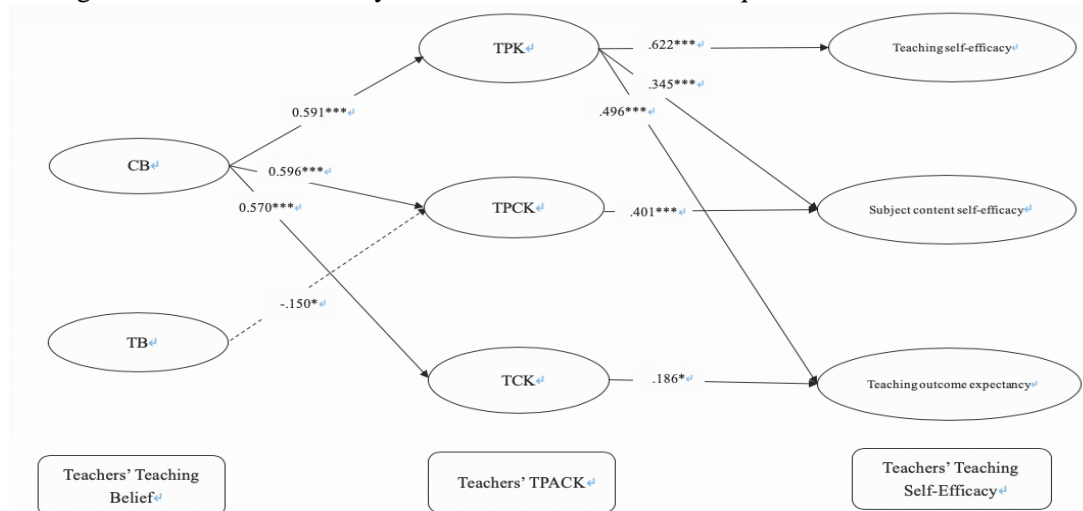 TPK
.622***
Teaching self-efficacy
.345***
.496***
0.591***
CB
0.596***
0.570***
TPCK
.401***
Subject content self-efficacy
-.150*
TB
TCK
.186*
Teaching outcome expectancy
Teachers' Teaching
Belief
Teachers' TPACK
Teachers' Teaching
Self-Efficacy